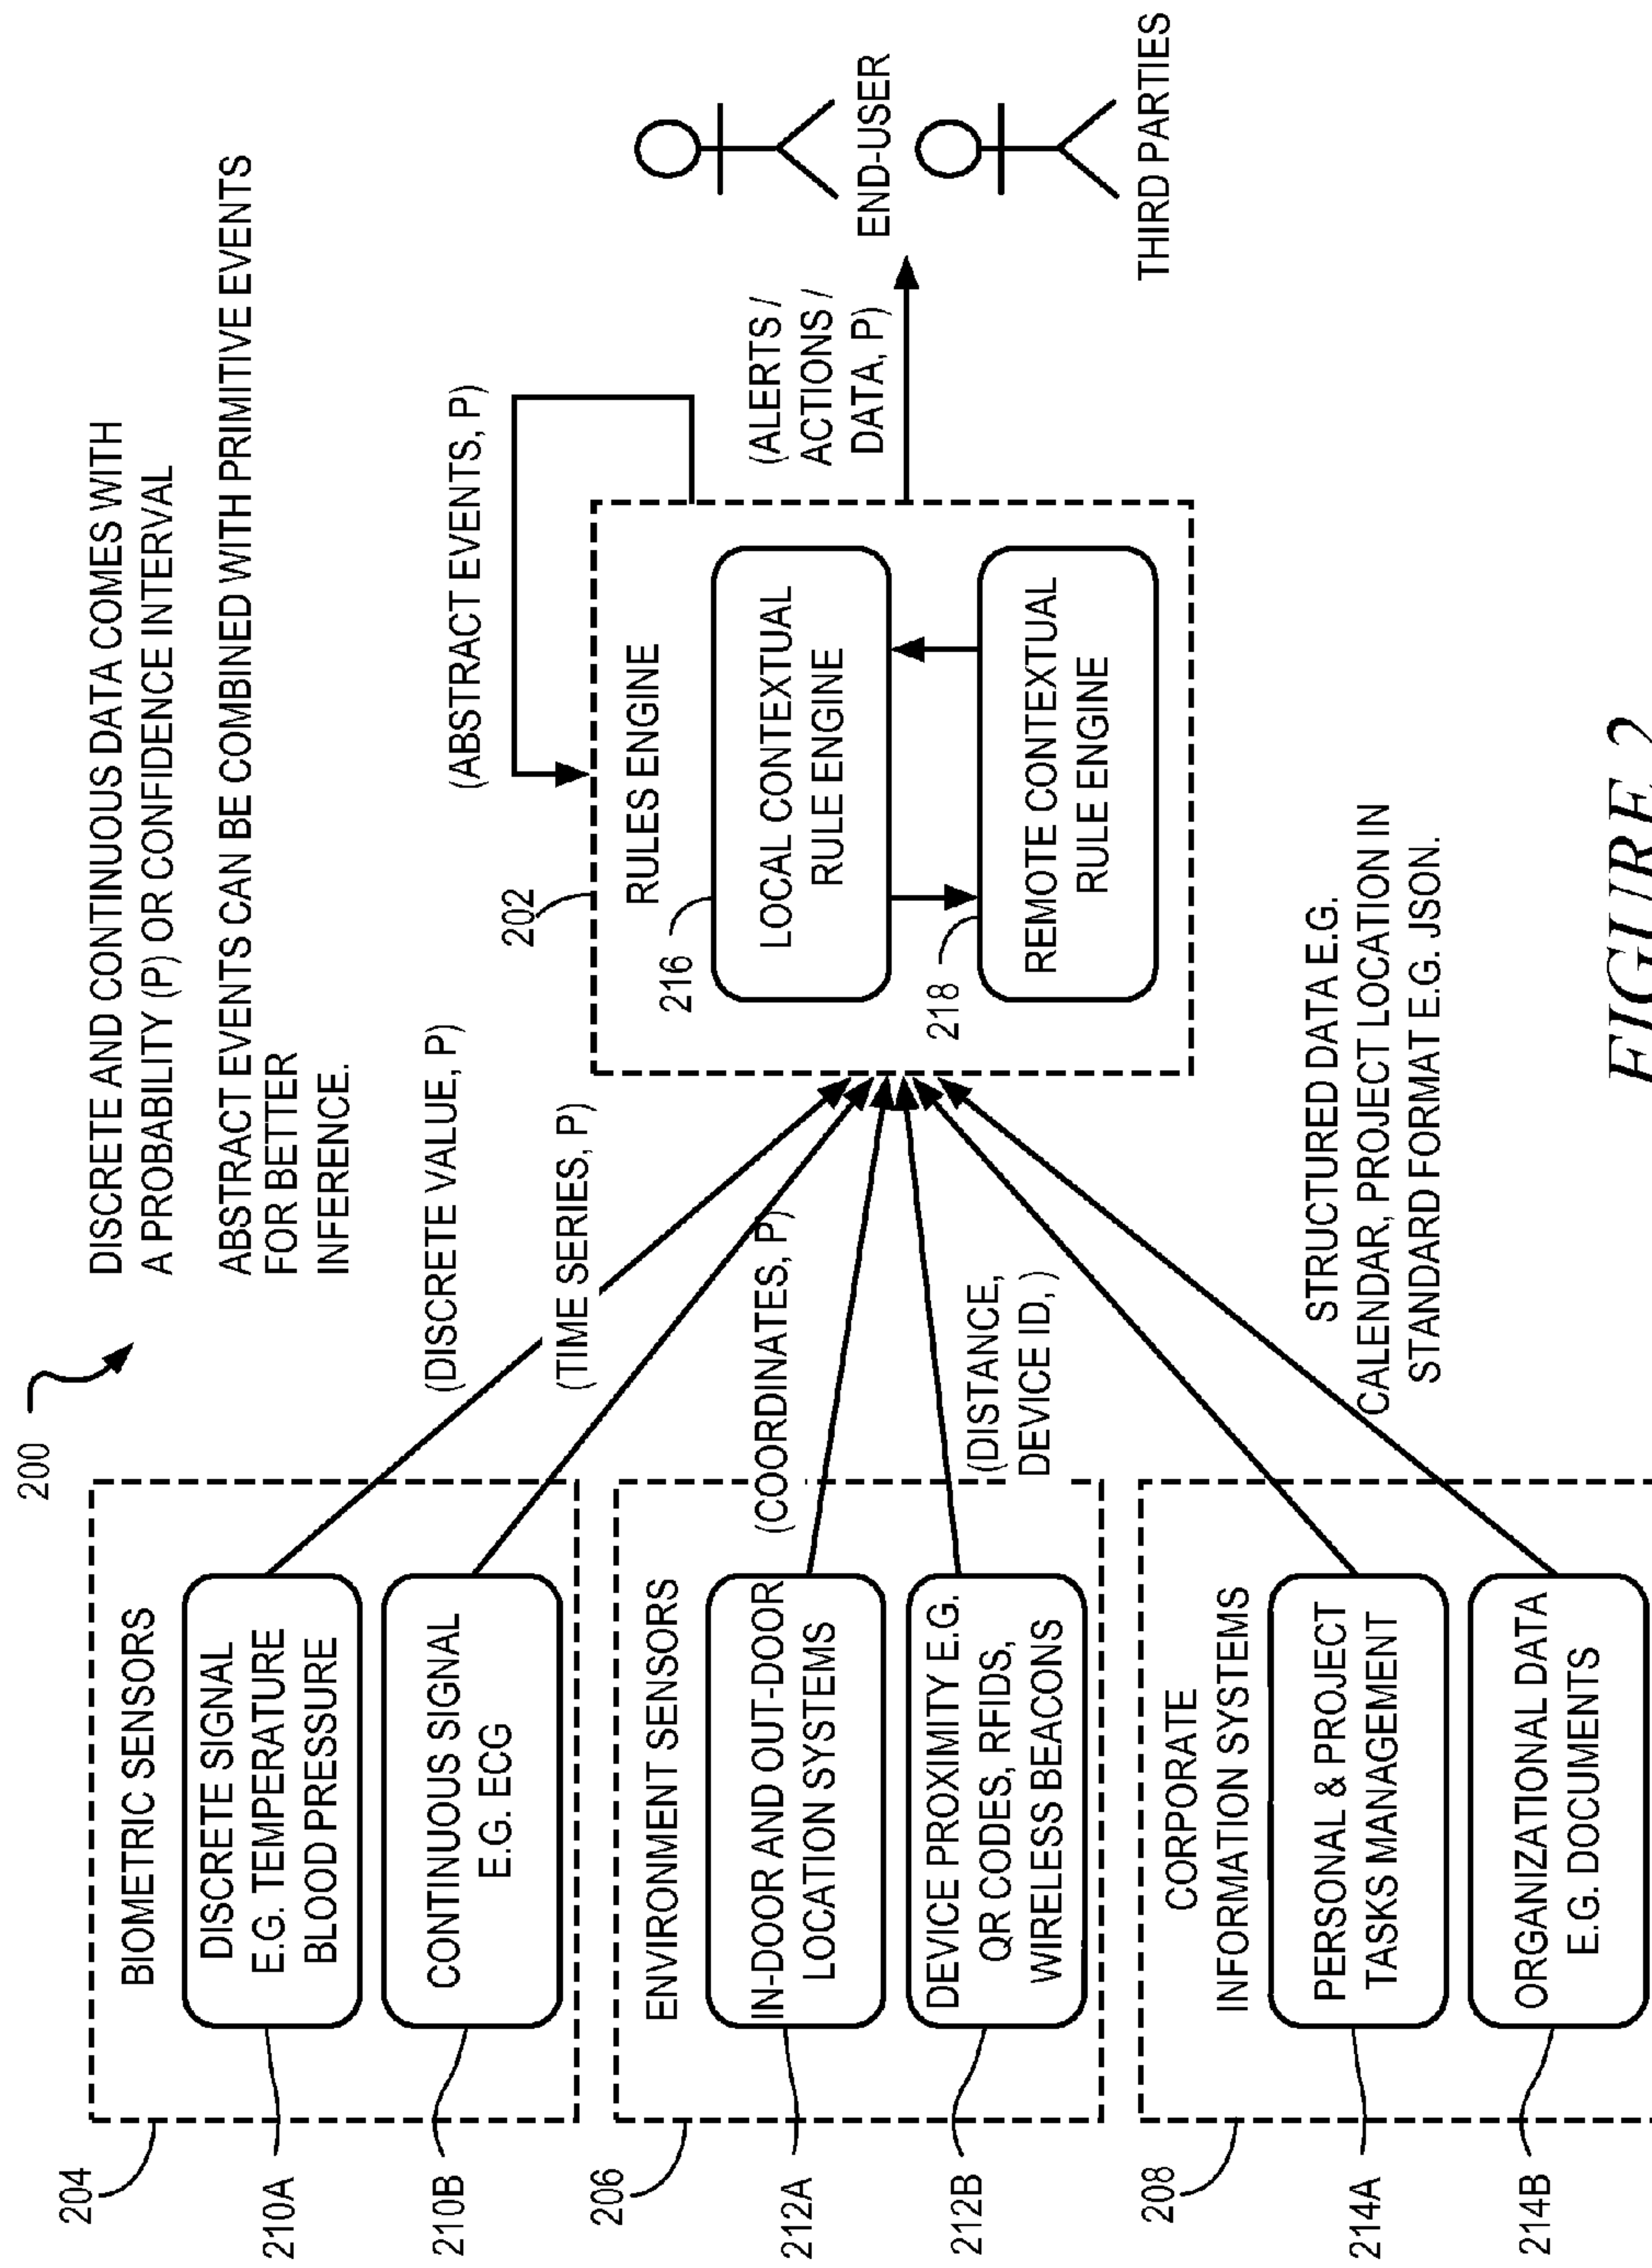 200
DISCRETE AND CONTINUOUS DATA COMES WITH
A PROBABILITY (P) OR CONFIDENCE INTERVAL
ABSTRACT EVENTS CAN BE COMBINED WITH PRIMITIVE EVENTS
FOR BETTER
INFERENCE.
204
BIOMETRIC SENSORS
210A
DISCRETE SIGNAL
E.G. TEMPERATURE
BLOOD PRESSURE
210B
CONTINUOUS SIGNAL
E.G. ECG
206
ENVIRONMENT SENSORS
212A
IN-DOOR AND OUT-DOOR
LOCATION SYSTEMS
212B
DEVICE PROXIMITY E.G.
QR CODES, RFIDS,
WIRELESS BEACONS
208
CORPORATE
INFORMATION SYSTEMS
214A
PERSONAL & PROJECT
TASKS MANAGEMENT
214B
ORGANIZATIONAL DATA
E.G. DOCUMENTS
(DISCRETE VALUE, P)
(TIME SERIES, P)
(COORDINATES, P)
(DISTANCE,
DEVICE ID, )
STRUCTURED DATA E.G.
CALENDAR, PROJECT LOCATION IN
STANDARD FORMAT E.G. JSON.
(ABSTRACT EVENTS, P)
202
RULES ENGINE
216
LOCAL CONTEXTUAL
RULE ENGINE
218
REMOTE CONTEXTUAL
RULE ENGINE
(ALERTS /
ACTIONS /
DATA, P)
END-USER
THIRD PARTIES
FIGURE 2